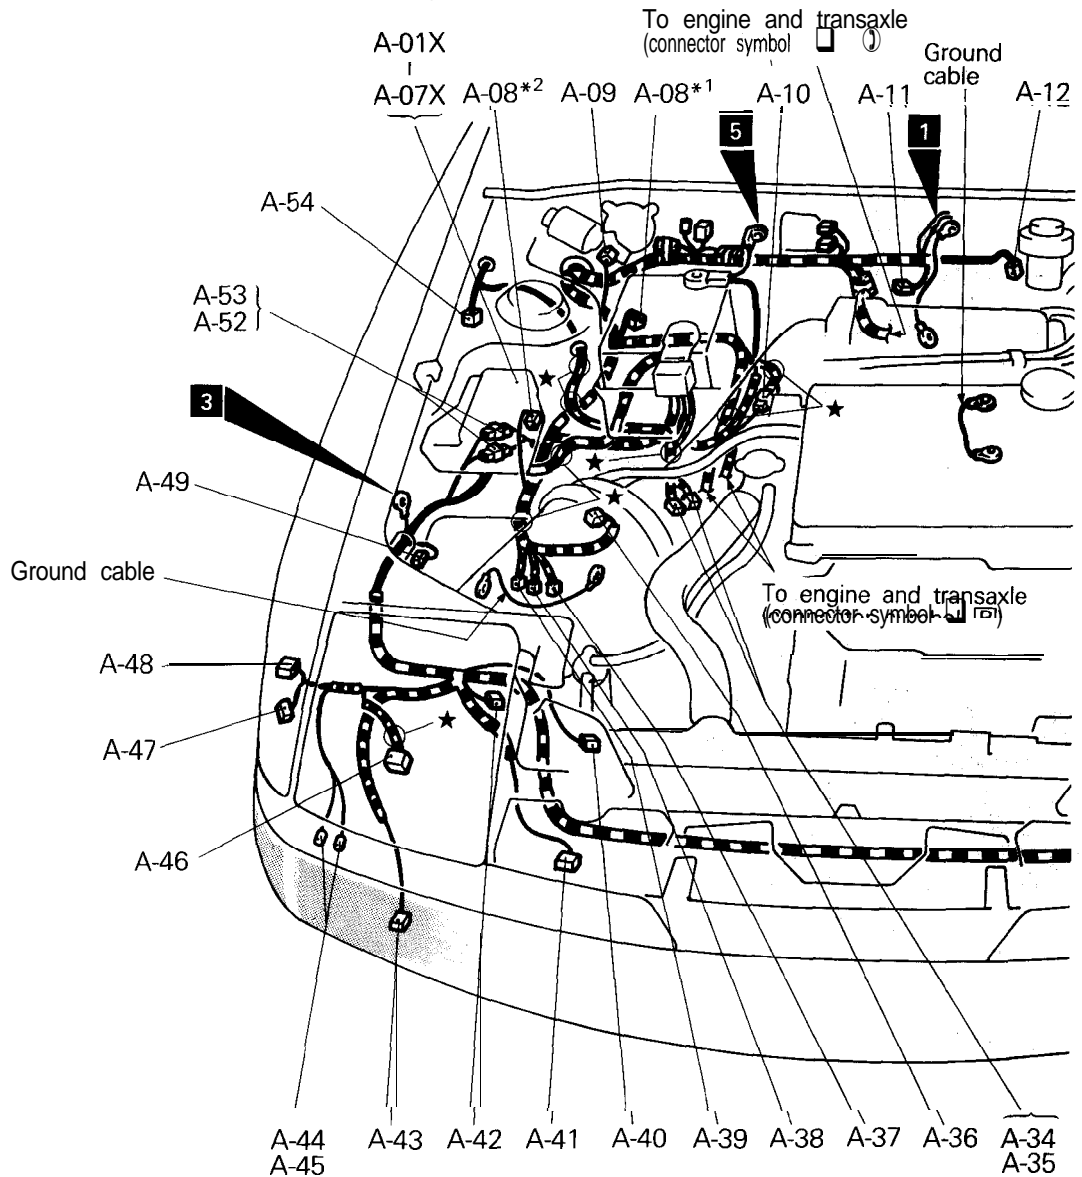 To engine and transaxle
(connector symbol
A-01X
Ground
cable
A-07X A-08*2 A-09 A-08*1 A-10 A-11 A-12
5 1
A-54
A-53
A-52
★
3
★
★
A-49
★
Ground cable
To engine and transaxle
(connector symbol
A-48
★
A-47
A-46
A-44 A-43 A-42 A-41 A-40 A-39 A-38 A-37 A-36 A-34
A-45 A-35